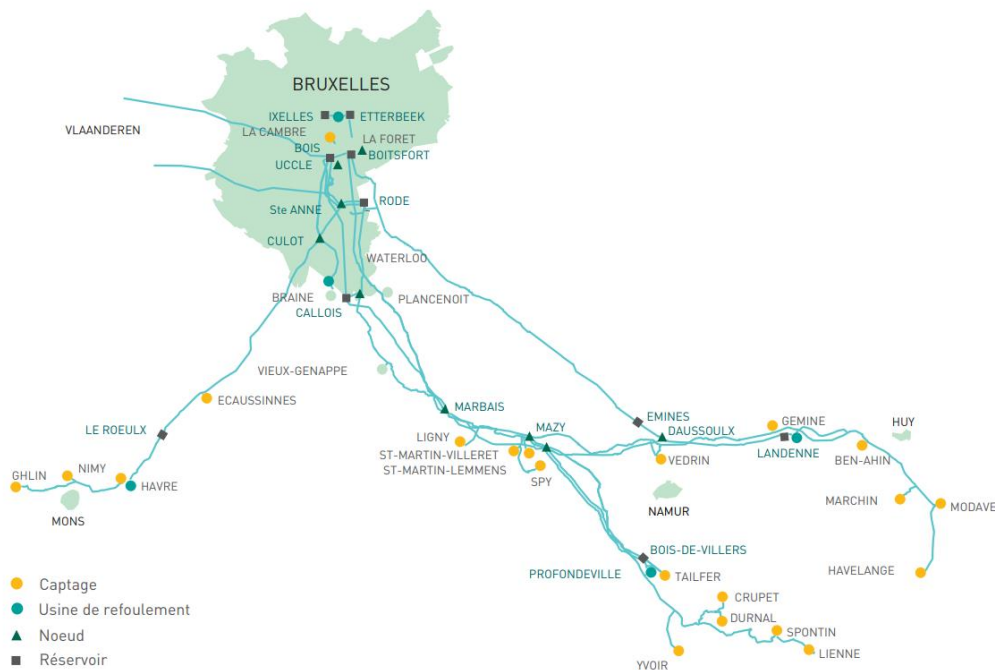 BRUXELLES
IXELLES
ETTERBEEK
VLAANDEREN
LA CAMBRE
LA FORET
BOIS
BOITSFORT
UCCLE
RODE
Ste ANNE
CULOT
WATERLOO
BRAINE
PLANCENOIT
CALLOIS
VIEUX-GENAPPE
ECAUSSINNES
MARBAIS
LE ROEULX
EMINES
GEMINE
HUY
MAZY
DAUSSOULX
LIGNY
ST-MARTIN-VILLERET
LANDENNE
ST-MARTIN-LEMMENS
VEDRIN
BEN-AHIN
GHLIN
NIMY
SPY
HAVRE
MARCHIN
MODAVE
NAMUR
MONS
BOIS-DE-VILLERS
PROFONDEVILLE
TAILFER
HAVELANGE
Captage
CRUPET
Usine de refoulement
DURNAL
Noeud
SPONTIN
LIENNE
Réservoir
YVOIR